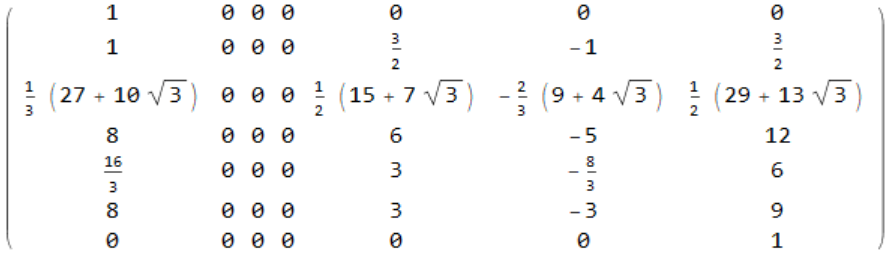 1 0 0 0 0 0 0
1 0 0 0 3/2 -1 3/2
1/3 (27 + 10 √3) 0 0 0 1/2 (15 + 7 √3) -2/3 (9 + 4 √3) 1/2 (29 + 13 √3)
8 0 0 0 6 -5 12
16/3 0 0 0 3 -8/3 6
8 0 0 0 3 -3 9
0 0 0 0 0 0 1